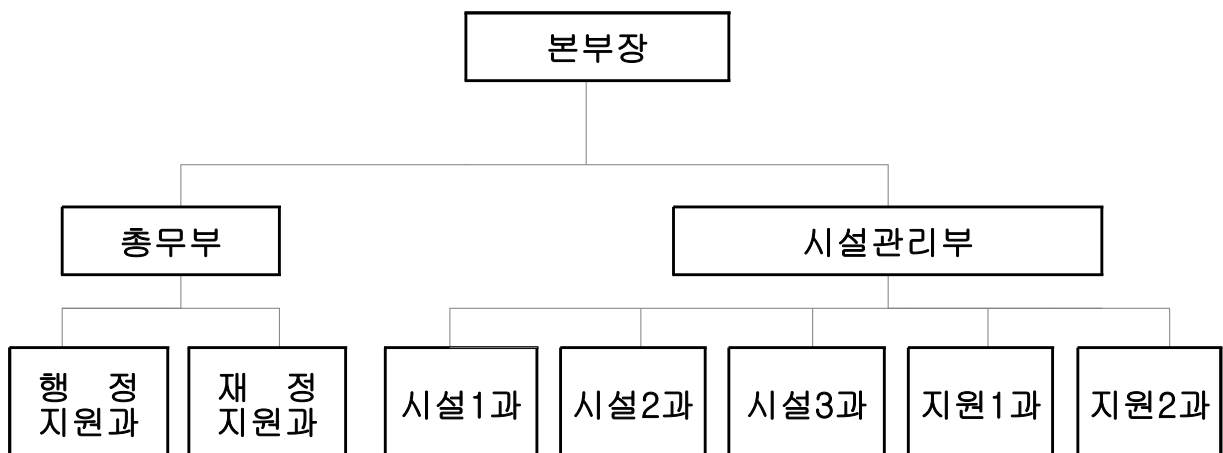 본부장
총무부
시설관리부
행 정
지원과
재 정
지원과
시설1과
시설2과
시설3과
지원1과
지원2과